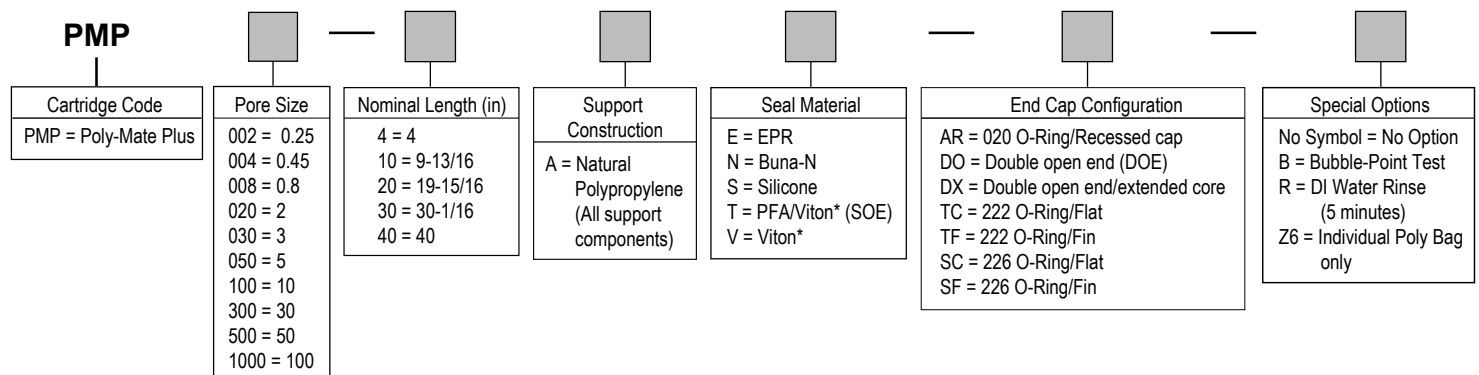 PMP
Cartridge Code
PMP = Poly-Mate Plus
Pore Size
002 = 0.25
004 = 0.45
008 = 0.8
020 = 2
030 = 3
050 = 5
100 = 10
300 = 30
500 = 50
1000 = 100
Nominal Length (in)
4 = 4
10 = 9-13/16
20 = 19-15/16
30 = 30-1/16
40 = 40
Support
Construction
A = Natural
Polypropylene
(All support
components)
Seal Material
E = EPR
N = Buna-N
S = Silicone
T = PFA/Viton* (SOE)
V = Viton*
End Cap Configuration
AR = 020 O-Ring/Recessed cap
DO = Double open end (DOE)
DX = Double open end/extended core
TC = 222 O-Ring/Flat
TF = 222 O-Ring/Fin
SC = 226 O-Ring/Flat
SF = 226 O-Ring/Fin
Special Options
No Symbol = No Option
B = Bubble-Point Test
R = DI Water Rinse
(5 minutes)
Z6 = Individual Poly Bag
only